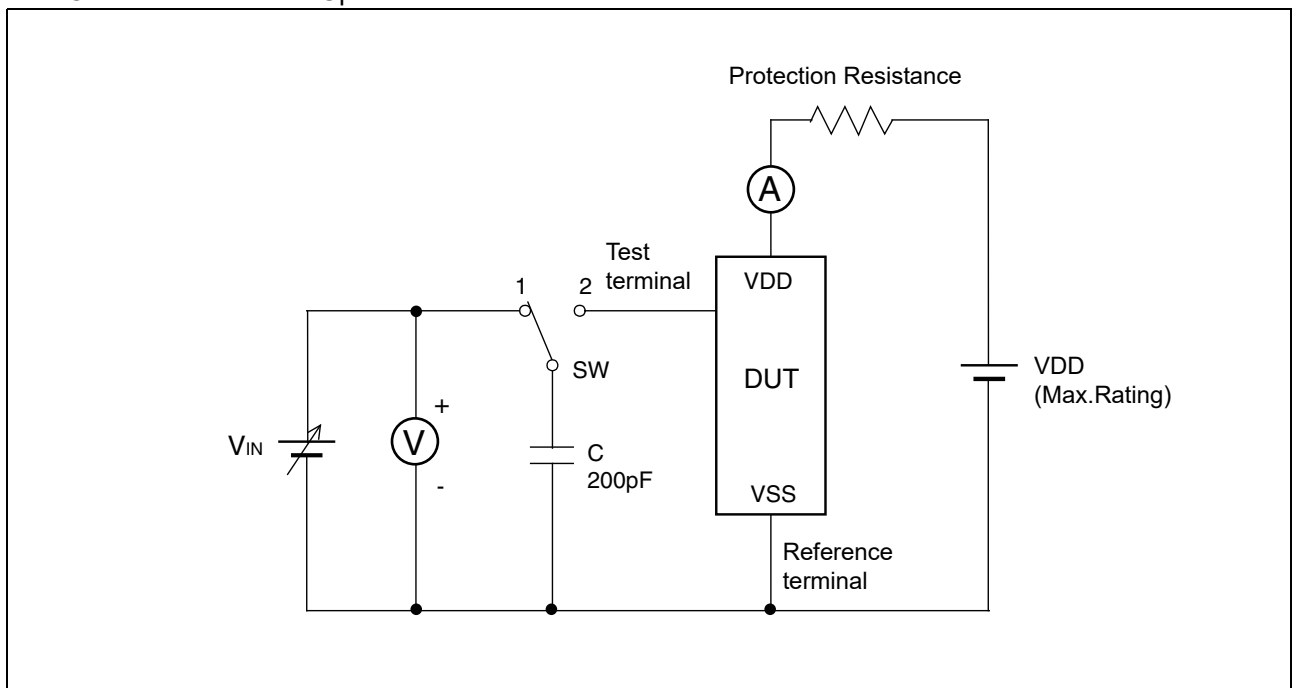 Protection Resistance
A
Test
terminal
1
2
VDD
SW
DUT
VDD
(Max.Rating)
VIN
+
V
-
C
200pF
VSS
Reference
terminal